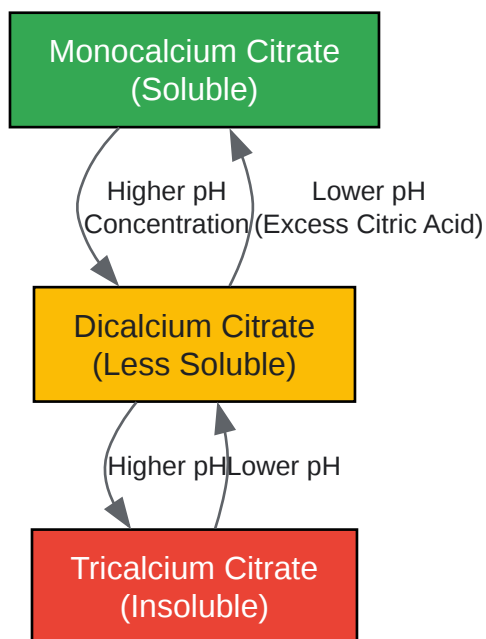 Monocalcium Citrate
(Soluble)
Higher pH
Concentration
Lower pH
(Excess Citric Acid)
Dicalcium Citrate
(Less Soluble)
Higher pH
Lower pH
Tricalcium Citrate
(Insoluble)